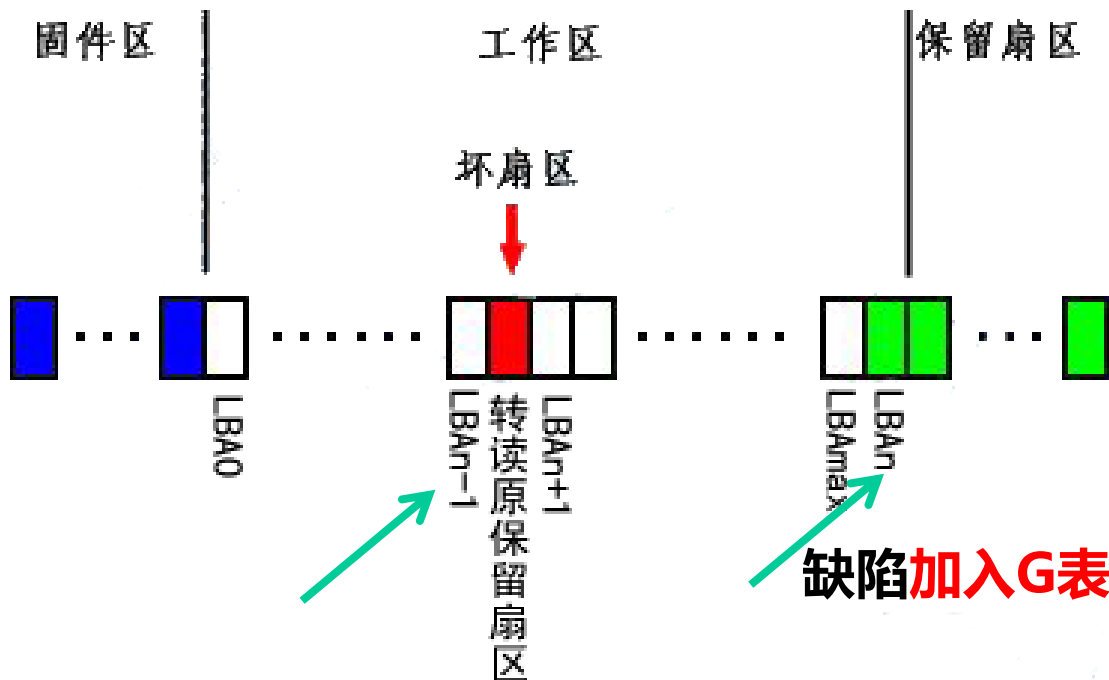 固件区
工作区
保留扇区
坏扇区
LBA0
LBAn-1
转读原保留扇区
LBAn+1
LBAmax
LBAn
缺陷加入G表